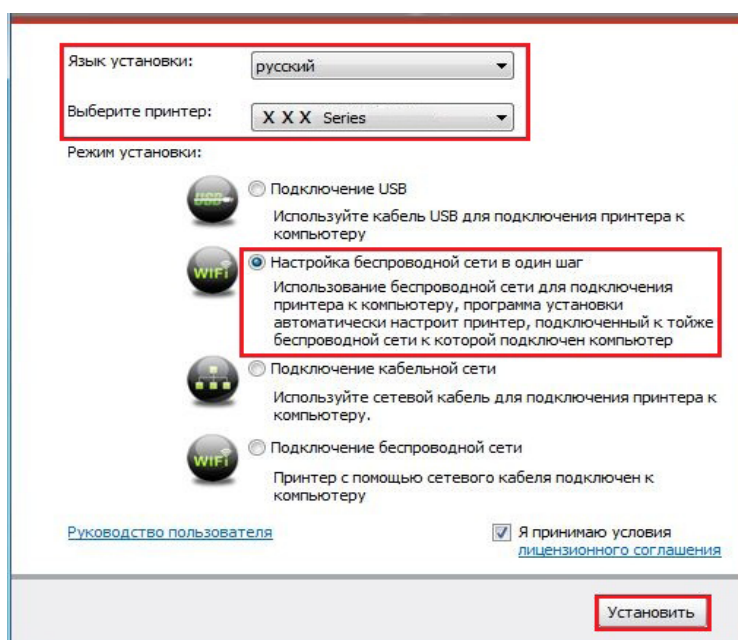 Язык установки:
русский
Выберите принтер:
X X X Series
Режим установки:
USB
Подключение USB
Используйте кабель USB для подключения принтера к
компьютеру
WiFi
Настройка беспроводной сети в один шаг
Использование беспроводной сети для подключения
принтера к компьютеру, программа установки
автоматически настроит принтер, подключенный к тойже
беспроводной сети к которой подключен компьютер
Подключение кабельной сети
Используйте сетевой кабель для подключения принтера к
компьютеру.
WiFi
Подключение беспроводной сети
Принтер с помощью сетевого кабеля подключен к
компьютеру
Руководство пользователя
Я принимаю условия
лицензионного соглашения
Установить